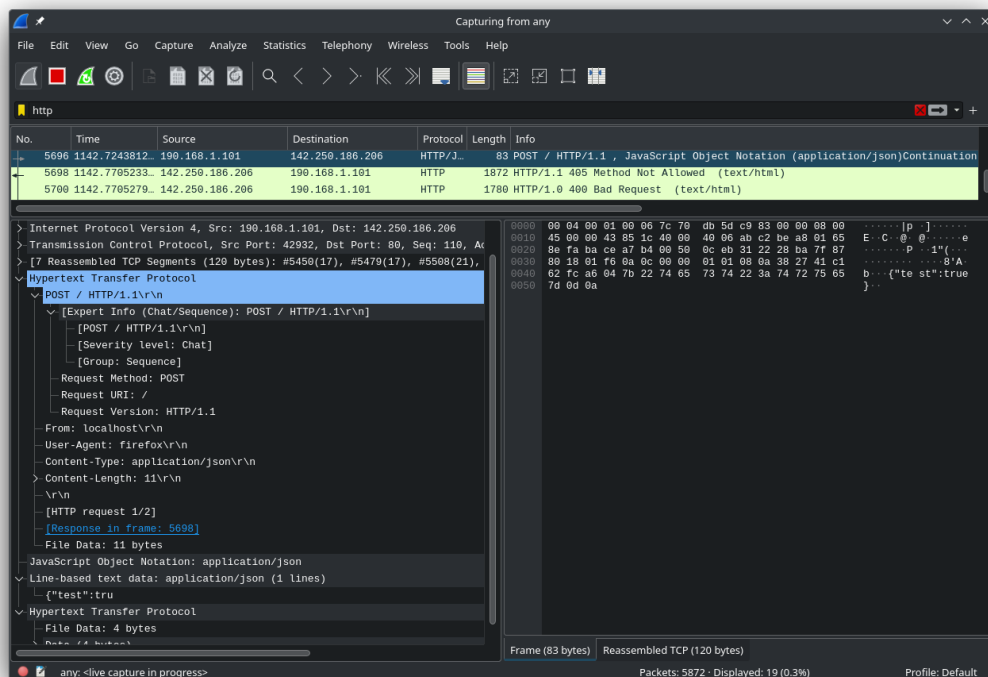 Capturing from any
File Edit View Go Capture Analyze Statistics Telephony Wireless Tools Help
http
No. Time Source Destination Protocol Length Info
5696 1142.7243812… 190.168.1.101 142.250.186.206 HTTP/J… 83 POST / HTTP/1.1 , JavaScript Object Notation (application/json)Continuation
5698 1142.7705233… 142.250.186.206 190.168.1.101 HTTP 1872 HTTP/1.1 405 Method Not Allowed (text/html)
5700 1142.7705279… 142.250.186.206 190.168.1.101 HTTP 1780 HTTP/1.0 400 Bad Request (text/html)
Internet Protocol Version 4, Src: 190.168.1.101, Dst: 142.250.186.206
Transmission Control Protocol, Src Port: 42932, Dst Port: 80, Seq: 110, Ac
[7 Reassembled TCP Segments (120 bytes): #5450(17), #5479(17), #5508(21),
Hypertext Transfer Protocol
POST / HTTP/1.1\r\n
[Expert Info (Chat/Sequence): POST / HTTP/1.1\r\n]
[POST / HTTP/1.1\r\n]
[Severity level: Chat]
[Group: Sequence]
Request Method: POST
Request URI: /
Request Version: HTTP/1.1
From: localhost\r\n
User-Agent: firefox\r\n
Content-Type: application/json\r\n
Content-Length: 11\r\n
\r\n
[HTTP request 1/2]
[Response in frame: 5698]
File Data: 11 bytes
JavaScript Object Notation: application/json
Line-based text data: application/json (1 lines)
{"test":tru
Hypertext Transfer Protocol
File Data: 4 bytes
Data (4 bytes)
0000 00 04 00 01 00 06 7c 70 db 5d c9 83 00 00 08 00 ······|p ·]······
0010 45 00 00 43 85 1c 40 00 40 06 ab c2 be a8 01 65 E··C··@· @······e
0020 8e fa ba ce a7 b4 00 50 0c eb 31 22 28 ba 7f 87 ·······P ··1"(···
0030 80 18 01 f6 0a 0c 00 00 01 01 08 0a 38 27 41 c1 ········ ····8'A·
0040 62 fc a6 04 7b 22 74 65 73 74 22 3a 74 72 75 65 b···{"te st":true
0050 7d 0d 0a }··
Frame (83 bytes) Reassembled TCP (120 bytes)
any: <live capture in progress> Packets: 5872 · Displayed: 19 (0.3%) Profile: Default